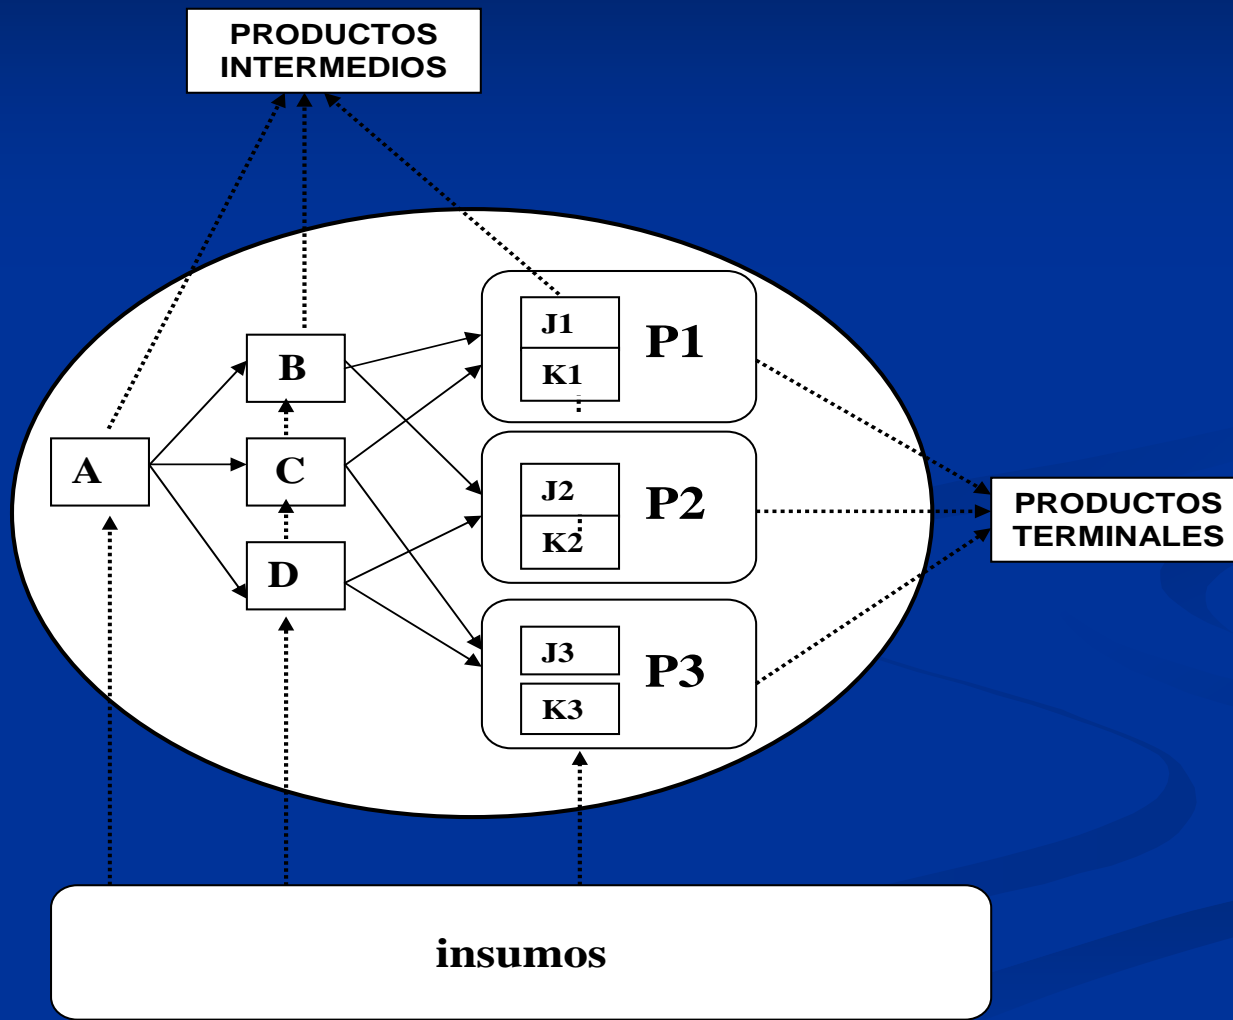 PRODUCTOS
INTERMEDIOS
J1
P1
K1
B
A
C
J2
P2
K2
PRODUCTOS
TERMINALES
D
J3
P3
K3
insumos